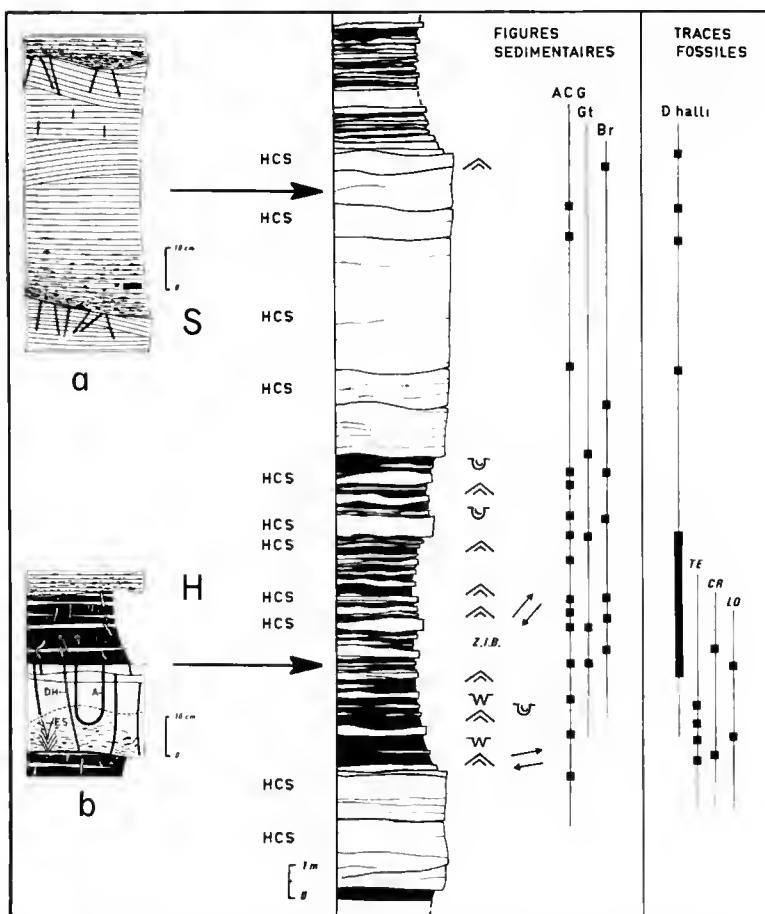 FIGURES
SEDIMENTAIRES
TRACES
FOSSILES
A C G
Gt
Br
D halli
HCS
HCS
HCS
HCS
HCS
HCS
HCS
HCS
HCS
HCS
HCS
10 cm
0
S
a
H
TE
CR
LO
Z.I.B.
W
W
DH
A
ES
10 cm
0
b
1 m
0